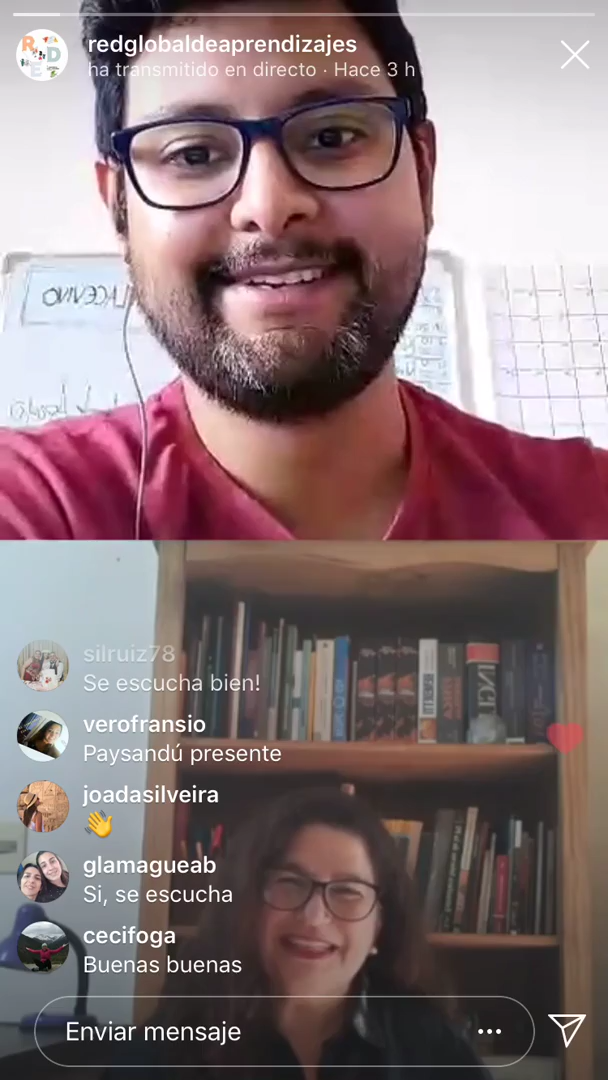 redglobaldeaprendizajes
ha transmitido en directo · Hace 3 h
silruiz78
Se escucha bien!
verofransio
Paysandú presente
joadasilveira
👋
glamagueab
Si, se escucha
cecifoga
Buenas buenas
Enviar mensaje